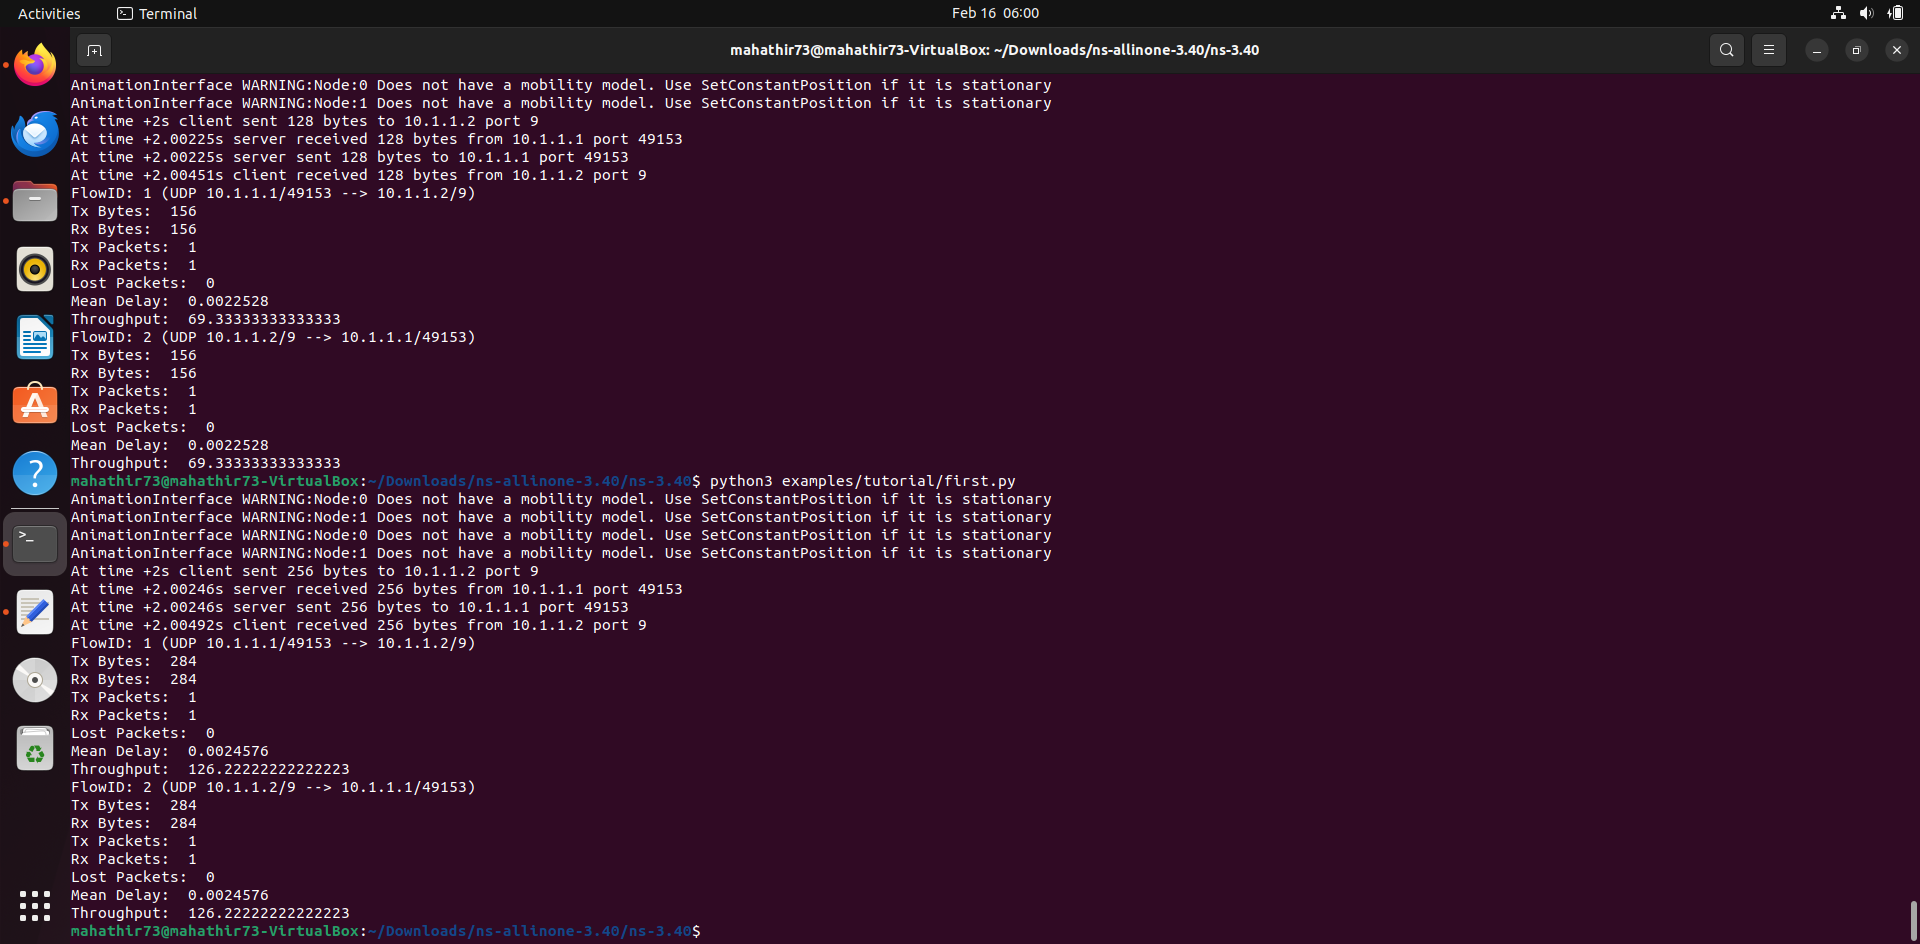 Activities Terminal Feb 16 06:00
mahathir73@mahathir73-VirtualBox: ~/Downloads/ns-allinone-3.40/ns-3.40
AnimationInterface WARNING:Node:0 Does not have a mobility model. Use SetConstantPosition if it is stationary
AnimationInterface WARNING:Node:1 Does not have a mobility model. Use SetConstantPosition if it is stationary
At time +2s client sent 128 bytes to 10.1.1.2 port 9
At time +2.00225s server received 128 bytes from 10.1.1.1 port 49153
At time +2.00225s server sent 128 bytes to 10.1.1.1 port 49153
At time +2.00451s client received 128 bytes from 10.1.1.2 port 9
FlowID: 1 (UDP 10.1.1.1/49153 --> 10.1.1.2/9)
Tx Bytes:  156
Rx Bytes:  156
Tx Packets:  1
Rx Packets:  1
Lost Packets:  0
Mean Delay:  0.0022528
Throughput:  69.33333333333333
FlowID: 2 (UDP 10.1.1.2/9 --> 10.1.1.1/49153)
Tx Bytes:  156
Rx Bytes:  156
Tx Packets:  1
Rx Packets:  1
Lost Packets:  0
Mean Delay:  0.0022528
Throughput:  69.33333333333333
mahathir73@mahathir73-VirtualBox:~/Downloads/ns-allinone-3.40/ns-3.40$ python3 examples/tutorial/first.py
AnimationInterface WARNING:Node:0 Does not have a mobility model. Use SetConstantPosition if it is stationary
AnimationInterface WARNING:Node:1 Does not have a mobility model. Use SetConstantPosition if it is stationary
AnimationInterface WARNING:Node:0 Does not have a mobility model. Use SetConstantPosition if it is stationary
AnimationInterface WARNING:Node:1 Does not have a mobility model. Use SetConstantPosition if it is stationary
At time +2s client sent 256 bytes to 10.1.1.2 port 9
At time +2.00246s server received 256 bytes from 10.1.1.1 port 49153
At time +2.00246s server sent 256 bytes to 10.1.1.1 port 49153
At time +2.00492s client received 256 bytes from 10.1.1.2 port 9
FlowID: 1 (UDP 10.1.1.1/49153 --> 10.1.1.2/9)
Tx Bytes:  284
Rx Bytes:  284
Tx Packets:  1
Rx Packets:  1
Lost Packets:  0
Mean Delay:  0.0024576
Throughput:  126.22222222222223
FlowID: 2 (UDP 10.1.1.2/9 --> 10.1.1.1/49153)
Tx Bytes:  284
Rx Bytes:  284
Tx Packets:  1
Rx Packets:  1
Lost Packets:  0
Mean Delay:  0.0024576
Throughput:  126.22222222222223
mahathir73@mahathir73-VirtualBox:~/Downloads/ns-allinone-3.40/ns-3.40$